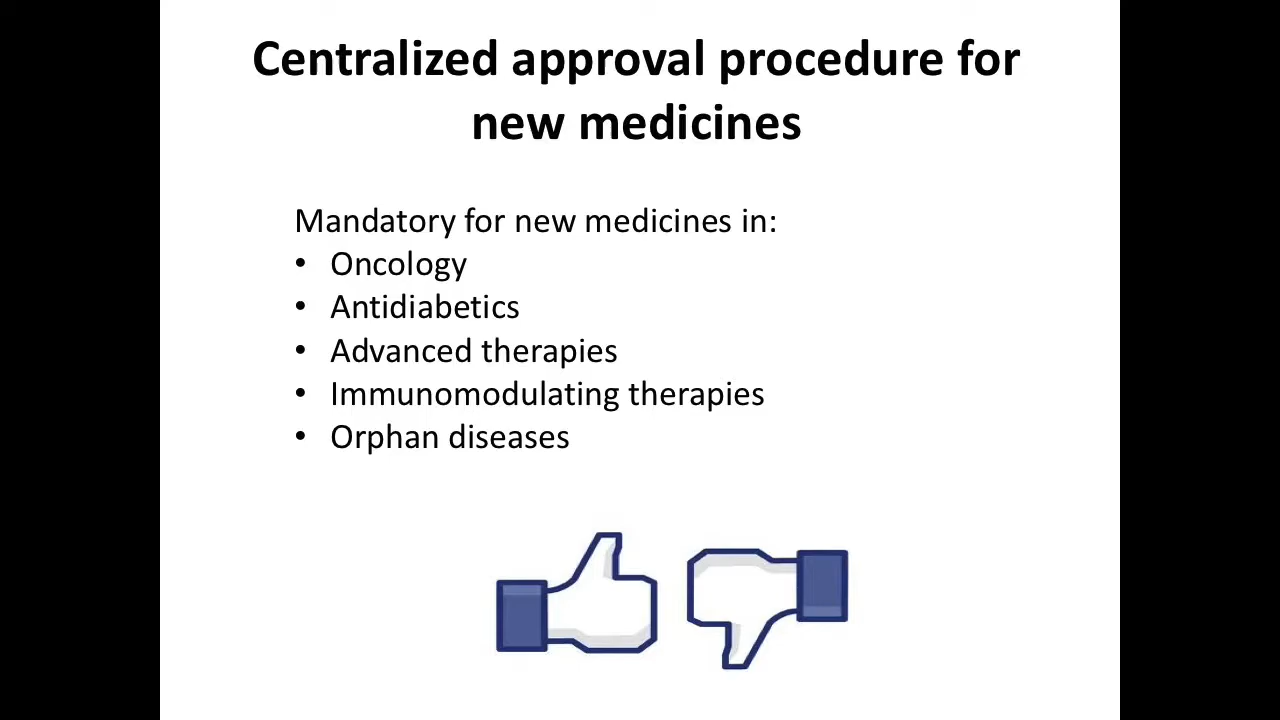 Centralized approval procedure for
new medicines
Mandatory for new medicines in:
• Oncology
• Antidiabetics
• Advanced therapies
• Immunomodulating therapies
• Orphan diseases